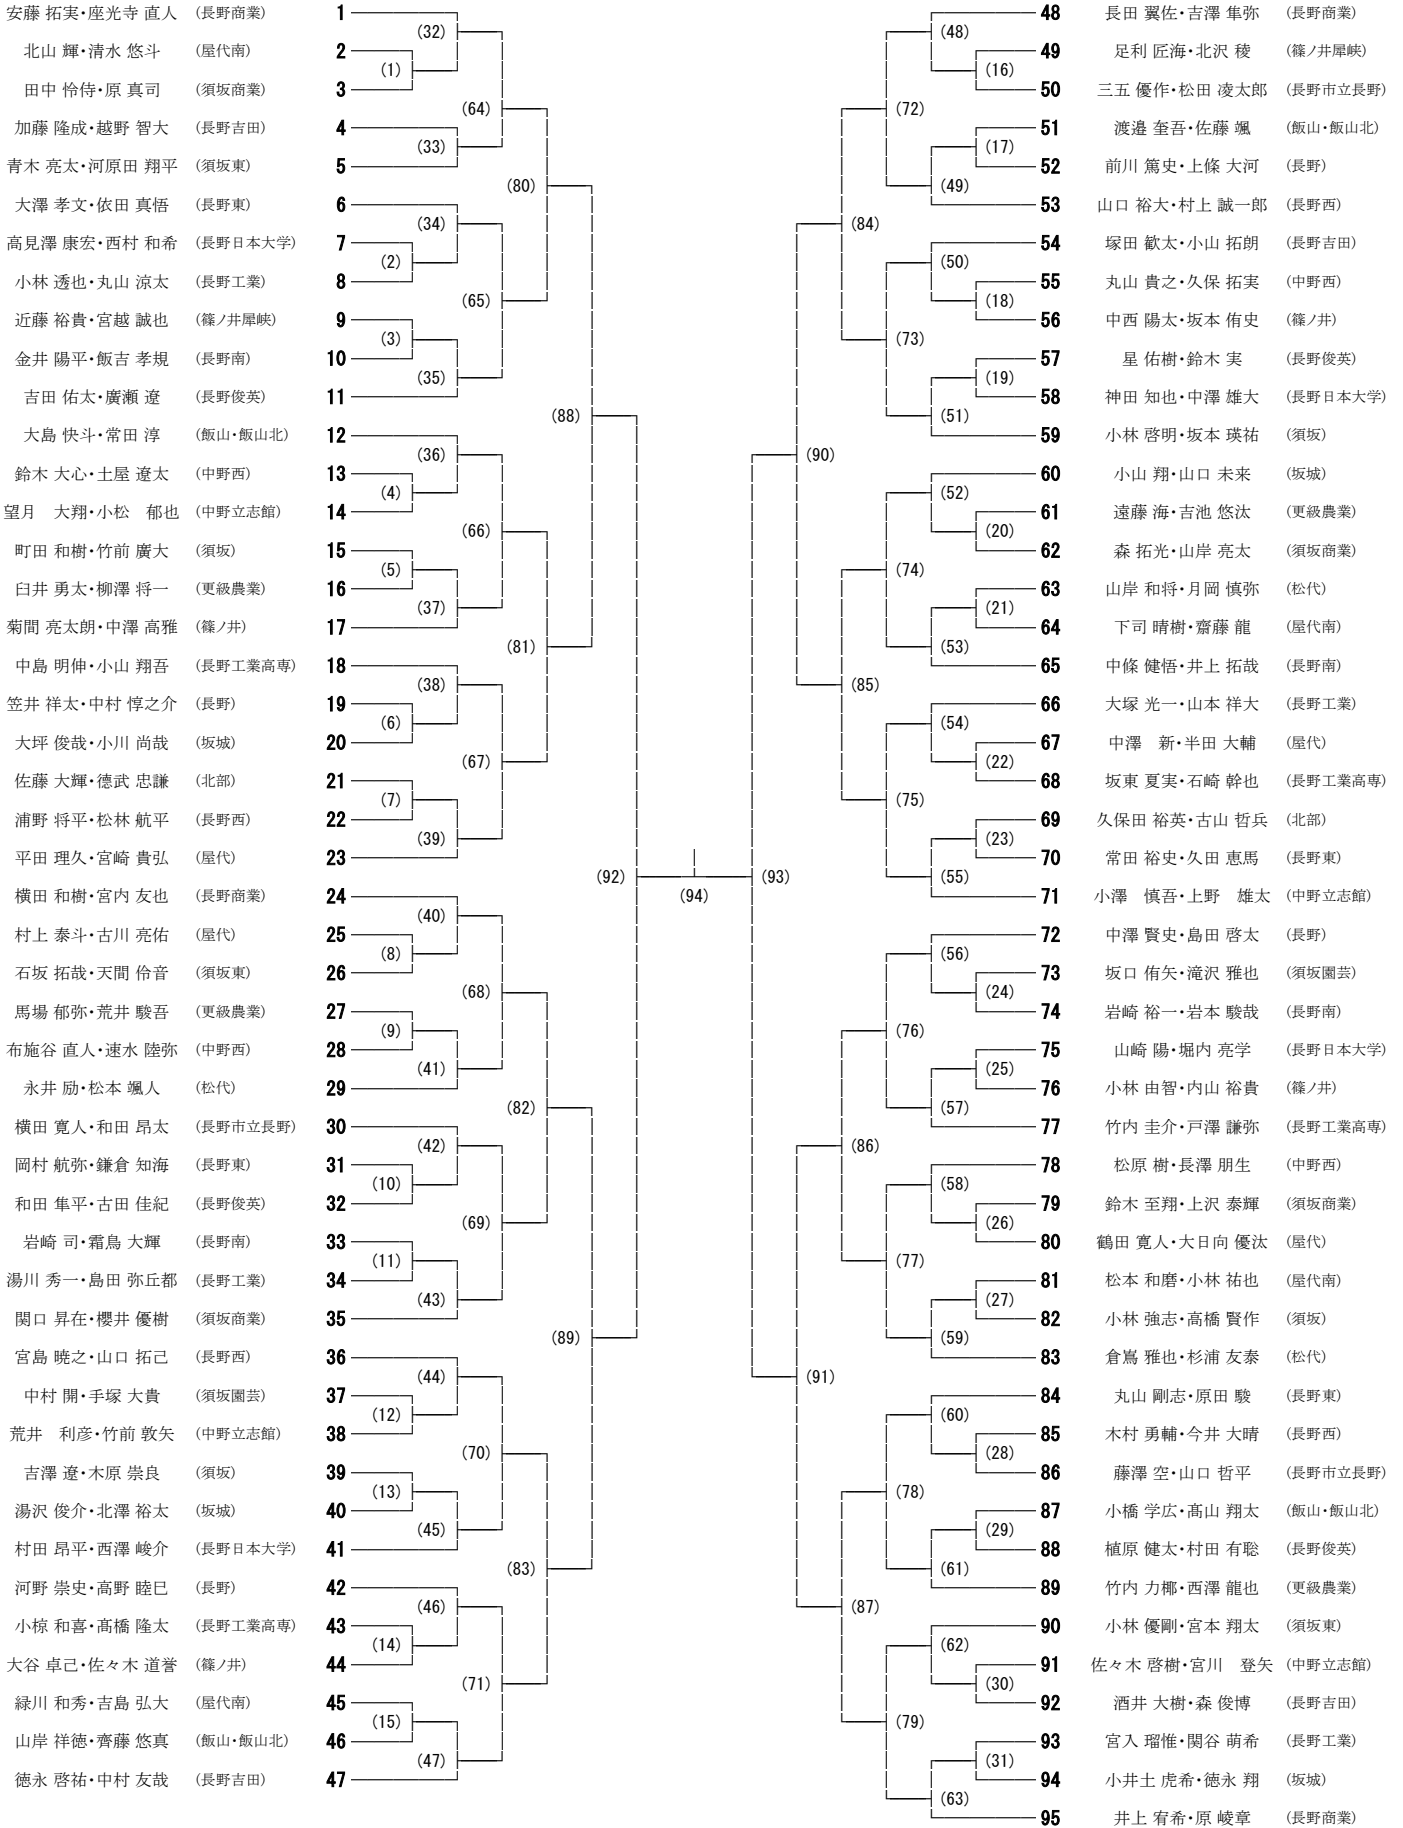 安藤 拓実・座光寺 直人 (長野商業) 1
北山 輝・清水 悠斗 (屋代南) 2
田中 怜侍・原 真司 (須坂商業) 3
加藤 隆成・越野 智大 (長野吉田) 4
青木 亮太・河原田 翔平 (須坂東) 5
大澤 孝文・依田 真悟 (長野東) 6
高見澤 康宏・西村 和希 (長野日本大学) 7
小林 透也・丸山 涼太 (長野工業) 8
近藤 裕貴・宮越 誠也 (篠ノ井犀峡) 9
金井 陽平・飯吉 孝規 (長野南) 10
吉田 佑太・廣瀬 遼 (長野俊英) 11
大島 快斗・常田 淳 (飯山・飯山北) 12
鈴木 大心・土屋 遼太 (中野西) 13
望月 大翔・小松 郁也 (中野立志館) 14
町田 和樹・竹前 廣大 (須坂) 15
臼井 勇太・柳澤 将一 (更級農業) 16
菊間 亮太朗・中澤 高雅 (篠ノ井) 17
中島 明伸・小山 翔吾 (長野工業高専) 18
笠井 祥太・中村 惇之介 (長野) 19
大坪 俊哉・小川 尚哉 (坂城) 20
佐藤 大輝・德武 忠謙 (北部) 21
浦野 将平・松林 航平 (長野西) 22
平田 理久・宮崎 貴弘 (屋代) 23
横田 和樹・宮内 友也 (長野商業) 24
村上 泰斗・古川 亮佑 (屋代) 25
石坂 拓哉・天間 伶音 (須坂東) 26
馬場 郁弥・荒井 駿吾 (更級農業) 27
布施谷 直人・速水 陸弥 (中野西) 28
永井 励・松本 颯人 (松代) 29
横田 寛人・和田 昂太 (長野市立長野) 30
岡村 航弥・鎌倉 知海 (長野東) 31
和田 隼平・古田 佳紀 (長野俊英) 32
岩崎 司・霜鳥 大輝 (長野南) 33
湯川 秀一・島田 弥丘都 (長野工業) 34
関口 昇在・櫻井 優樹 (須坂商業) 35
宮島 暁之・山口 拓己 (長野西) 36
中村 開・手塚 大貴 (須坂園芸) 37
荒井 利彦・竹前 敦矢 (中野立志館) 38
吉澤 遼・木原 崇良 (須坂) 39
湯沢 俊介・北澤 裕太 (坂城) 40
村田 昂平・西澤 峻介 (長野日本大学) 41
河野 崇史・高野 睦巳 (長野) 42
小椋 和喜・髙橋 隆太 (長野工業高専) 43
大谷 卓己・佐々木 道誉 (篠ノ井) 44
緑川 和秀・吉島 弘大 (屋代南) 45
山岸 祥徳・齊藤 悠真 (飯山・飯山北) 46
徳永 啓祐・中村 友哉 (長野吉田) 47
(1)
(2)
(3)
(4)
(5)
(6)
(7)
(8)
(9)
(10)
(11)
(12)
(13)
(14)
(15)
(32)
(33)
(34)
(35)
(36)
(37)
(38)
(39)
(40)
(41)
(42)
(43)
(44)
(45)
(46)
(47)
(64)
(65)
(66)
(67)
(68)
(69)
(70)
(71)
(80)
(81)
(82)
(83)
(88)
(89)
(92)
(94)
(93)
(90)
(91)
(84)
(85)
(86)
(87)
(72)
(73)
(74)
(75)
(76)
(77)
(78)
(79)
(48)
(49)
(50)
(51)
(52)
(53)
(54)
(55)
(56)
(57)
(58)
(59)
(60)
(61)
(62)
(63)
(16)
(17)
(18)
(19)
(20)
(21)
(22)
(23)
(24)
(25)
(26)
(27)
(28)
(29)
(30)
(31)
48 長田 翼佐・吉澤 隼弥 (長野商業)
49 足利 匠海・北沢 稜 (篠ノ井犀峡)
50 三五 優作・松田 凌太郎 (長野市立長野)
51 渡邉 奎吾・佐藤 颯 (飯山・飯山北)
52 前川 篤史・上條 大河 (長野)
53 山口 裕大・村上 誠一郎 (長野西)
54 塚田 歓太・小山 拓朗 (長野吉田)
55 丸山 貴之・久保 拓実 (中野西)
56 中西 陽太・坂本 侑史 (篠ノ井)
57 星 佑樹・鈴木 実 (長野俊英)
58 神田 知也・中澤 雄大 (長野日本大学)
59 小林 啓明・坂本 瑛祐 (須坂)
60 小山 翔・山口 未来 (坂城)
61 遠藤 海・吉池 悠汰 (更級農業)
62 森 拓光・山岸 亮太 (須坂商業)
63 山岸 和将・月岡 慎弥 (松代)
64 下司 晴樹・齋藤 龍 (屋代南)
65 中條 健悟・井上 拓哉 (長野南)
66 大塚 光一・山本 祥大 (長野工業)
67 中澤 新・半田 大輔 (屋代)
68 坂東 夏実・石崎 幹也 (長野工業高専)
69 久保田 裕英・古山 哲兵 (北部)
70 常田 裕史・久田 恵馬 (長野東)
71 小澤 慎吾・上野 雄太 (中野立志館)
72 中澤 賢史・島田 啓太 (長野)
73 坂口 侑矢・滝沢 雅也 (須坂園芸)
74 岩崎 裕一・岩本 駿哉 (長野南)
75 山崎 陽・堀内 亮学 (長野日本大学)
76 小林 由智・内山 裕貴 (篠ノ井)
77 竹内 圭介・戸澤 謙弥 (長野工業高専)
78 松原 樹・長澤 朋生 (中野西)
79 鈴木 至翔・上沢 泰輝 (須坂商業)
80 鶴田 寛人・大日向 優汰 (屋代)
81 松本 和磨・小林 祐也 (屋代南)
82 小林 強志・高橋 賢作 (須坂)
83 倉嶌 雅也・杉浦 友泰 (松代)
84 丸山 剛志・原田 駿 (長野東)
85 木村 勇輔・今井 大晴 (長野西)
86 藤澤 空・山口 哲平 (長野市立長野)
87 小橋 学広・髙山 翔太 (飯山・飯山北)
88 植原 健太・村田 有聡 (長野俊英)
89 竹内 力椰・西澤 龍也 (更級農業)
90 小林 優剛・宮本 翔太 (須坂東)
91 佐々木 啓樹・宮川 登矢 (中野立志館)
92 酒井 大樹・森 俊博 (長野吉田)
93 宮入 瑠惟・関谷 萌希 (長野工業)
94 小井土 虎希・徳永 翔 (坂城)
95 井上 宥希・原 崚章 (長野商業)